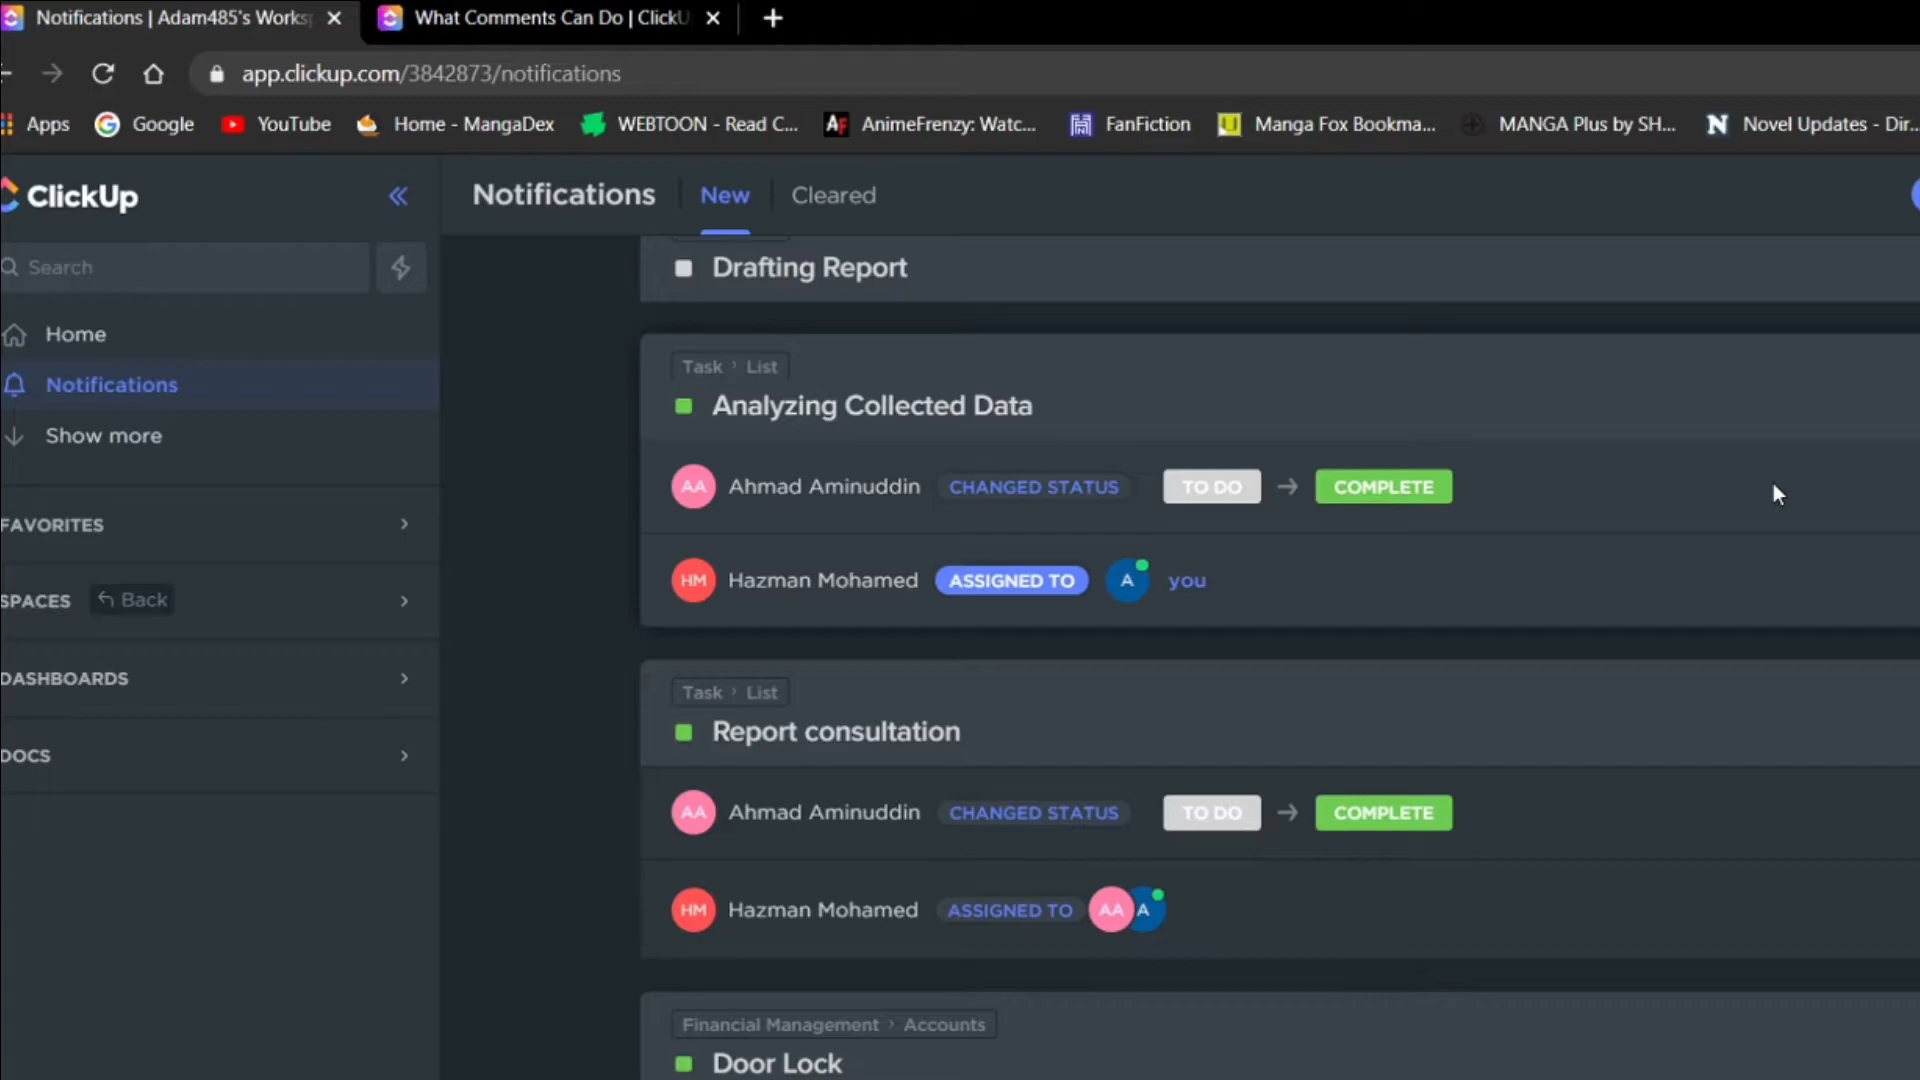 Notifications | Adam485's Works
What Comments Can Do | ClickU
app.clickup.com/3842873/notifications
Apps
Google
YouTube
Home - MangaDex
WEBTOON - Read C...
AnimeFrenzy: Watc...
FanFiction
Manga Fox Bookma...
MANGA Plus by SH...
Novel Updates - Dir...
ClickUp
Search
Home
Notifications
Show more
FAVORITES
SPACES
Back
DASHBOARDS
DOCS
Notifications
New
Cleared
Drafting Report
Task › List
Analyzing Collected Data
AA Ahmad Aminuddin CHANGED STATUS TO DO → COMPLETE
HM Hazman Mohamed ASSIGNED TO A you
Task › List
Report consultation
AA Ahmad Aminuddin CHANGED STATUS TO DO → COMPLETE
HM Hazman Mohamed ASSIGNED TO AA A
Financial Management › Accounts
Door Lock